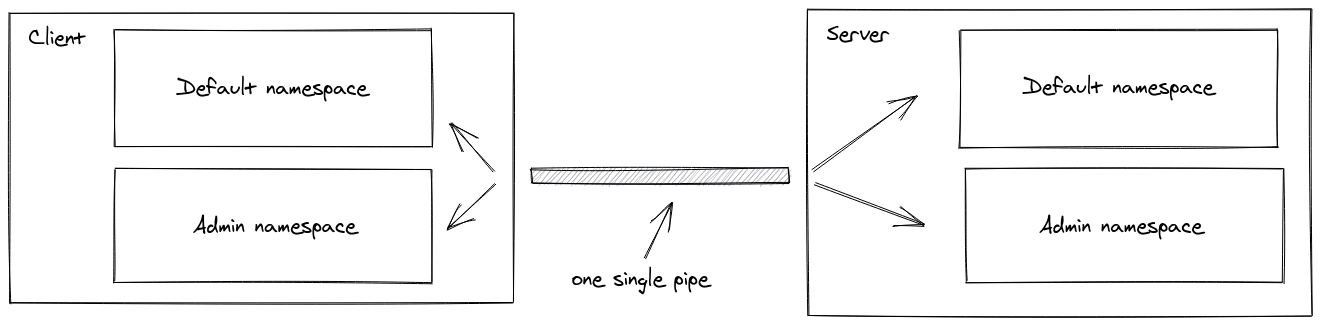 Client
Default namespace
Admin namespace
one single pipe
Server
Default namespace
Admin namespace